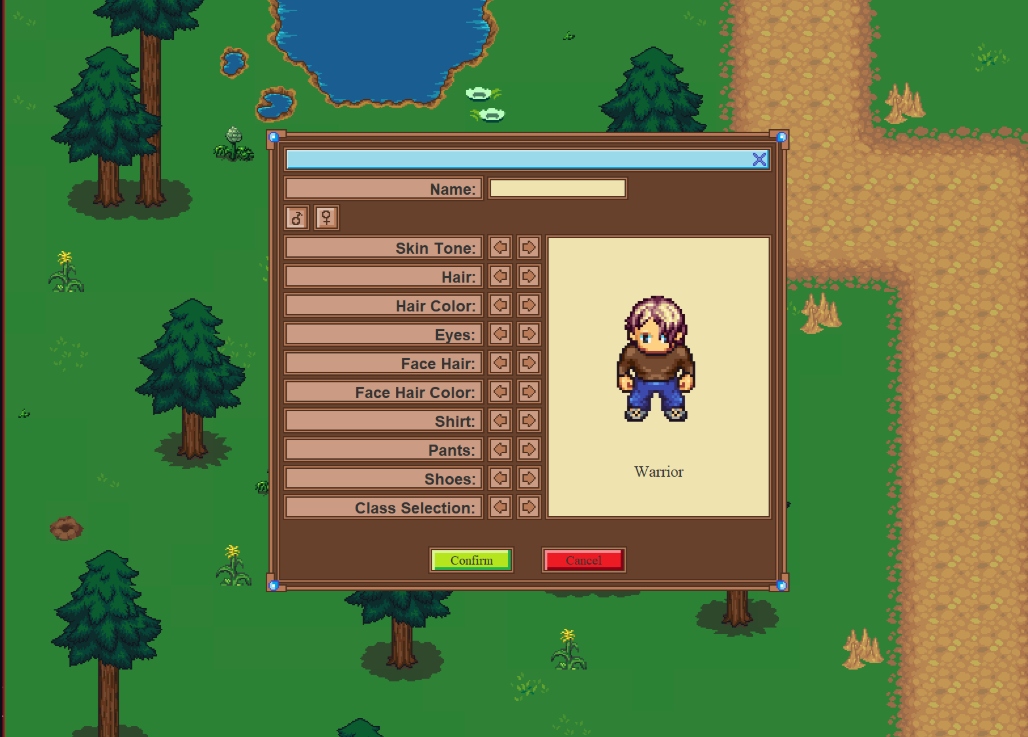 Name:
Skin Tone:
Hair:
Hair Color:
Eyes:
Face Hair:
Face Hair Color:
Shirt:
Pants:
Shoes:
Class Selection:
Warrior
Confirm
Cancel